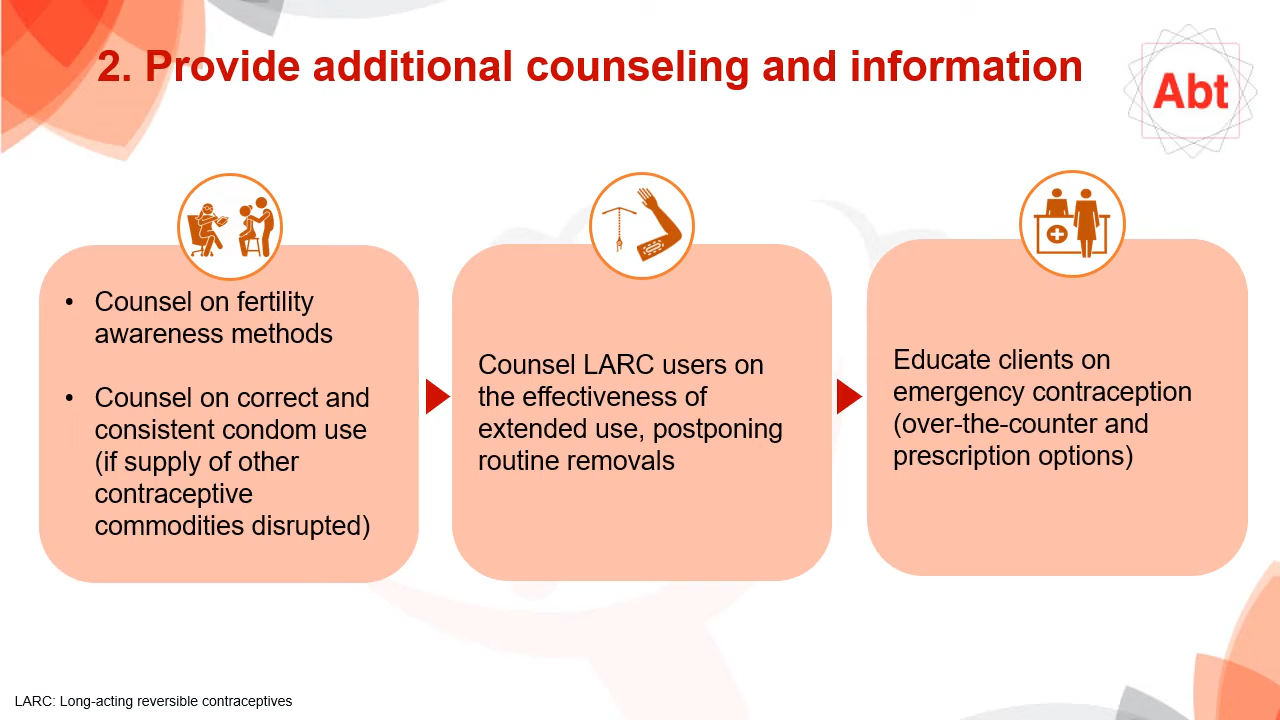 2. Provide additional counseling and information
Abt
• Counsel on fertility
awareness methods
• Counsel on correct and
consistent condom use
(if supply of other
contraceptive
commodities disrupted)
Counsel LARC users on
the effectiveness of
extended use, postponing
routine removals
Educate clients on
emergency contraception
(over-the-counter and
prescription options)
LARC: Long-acting reversible contraceptives